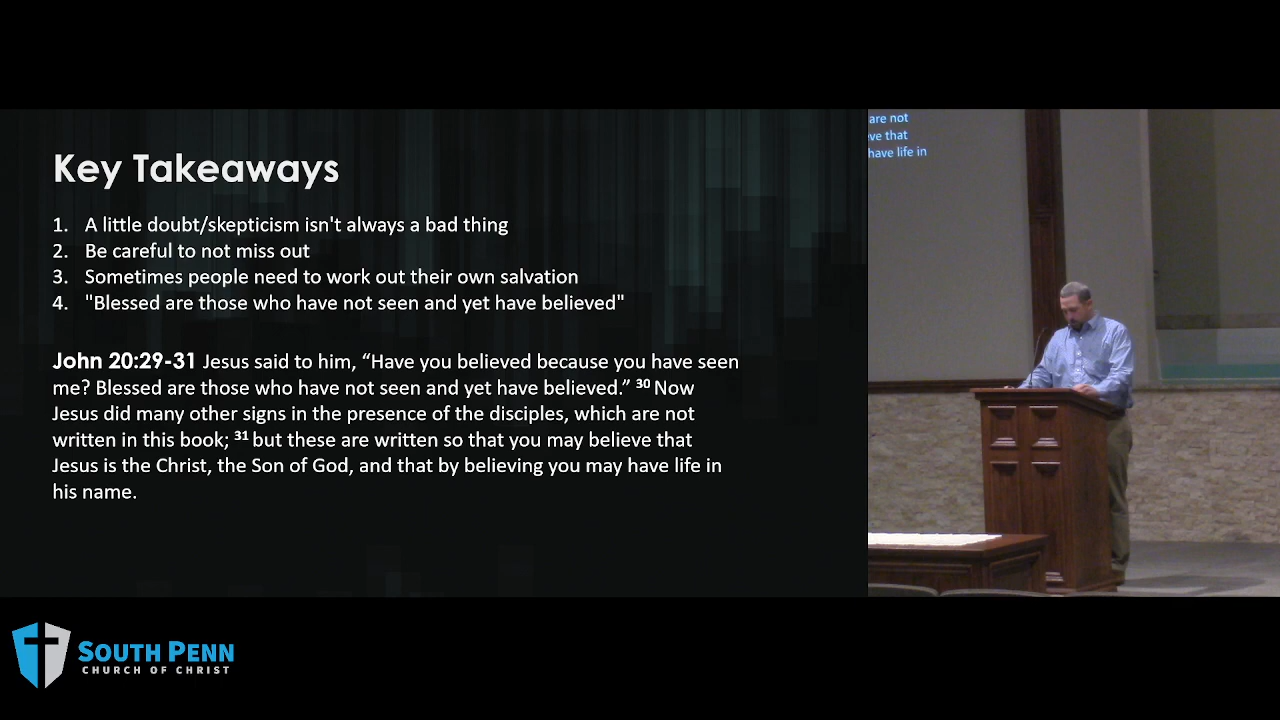 Key Takeaways
1. A little doubt/skepticism isn't always a bad thing
2. Be careful to not miss out
3. Sometimes people need to work out their own salvation
4. "Blessed are those who have not seen and yet have believed"
John 20:29-31 Jesus said to him, “Have you believed because you have seen
me? Blessed are those who have not seen and yet have believed.” 30 Now
Jesus did many other signs in the presence of the disciples, which are not
written in this book; 31 but these are written so that you may believe that
Jesus is the Christ, the Son of God, and that by believing you may have life in
his name.
are not
ve that
have life in
SOUTH PENN
CHURCH OF CHRIST